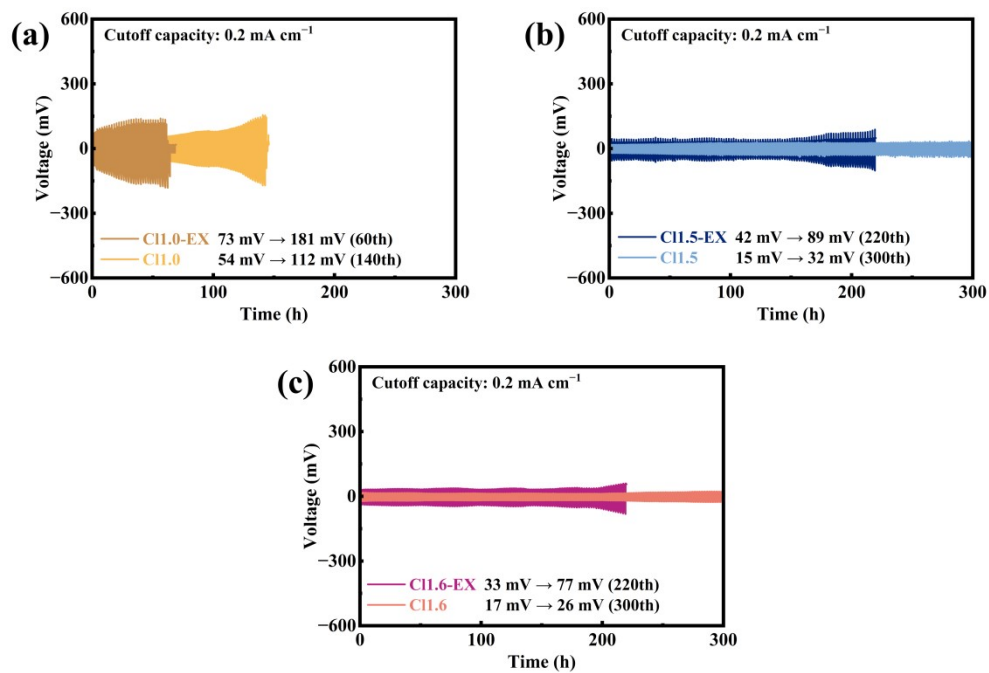 (a)
Cutoff capacity: 0.2 mA cm⁻¹
600
300
0
−300
−600
Voltage (mV)
Cl1.0-EX 73 mV → 181 mV (60th)
Cl1.0 54 mV → 112 mV (140th)
0 100 200 300
Time (h)
(b)
Cutoff capacity: 0.2 mA cm⁻¹
600
300
0
−300
−600
Voltage (mV)
Cl1.5-EX 42 mV → 89 mV (220th)
Cl1.5 15 mV → 32 mV (300th)
0 100 200 300
Time (h)
(c)
Cutoff capacity: 0.2 mA cm⁻¹
600
300
0
−300
−600
Voltage (mV)
Cl1.6-EX 33 mV → 77 mV (220th)
Cl1.6 17 mV → 26 mV (300th)
0 100 200 300
Time (h)